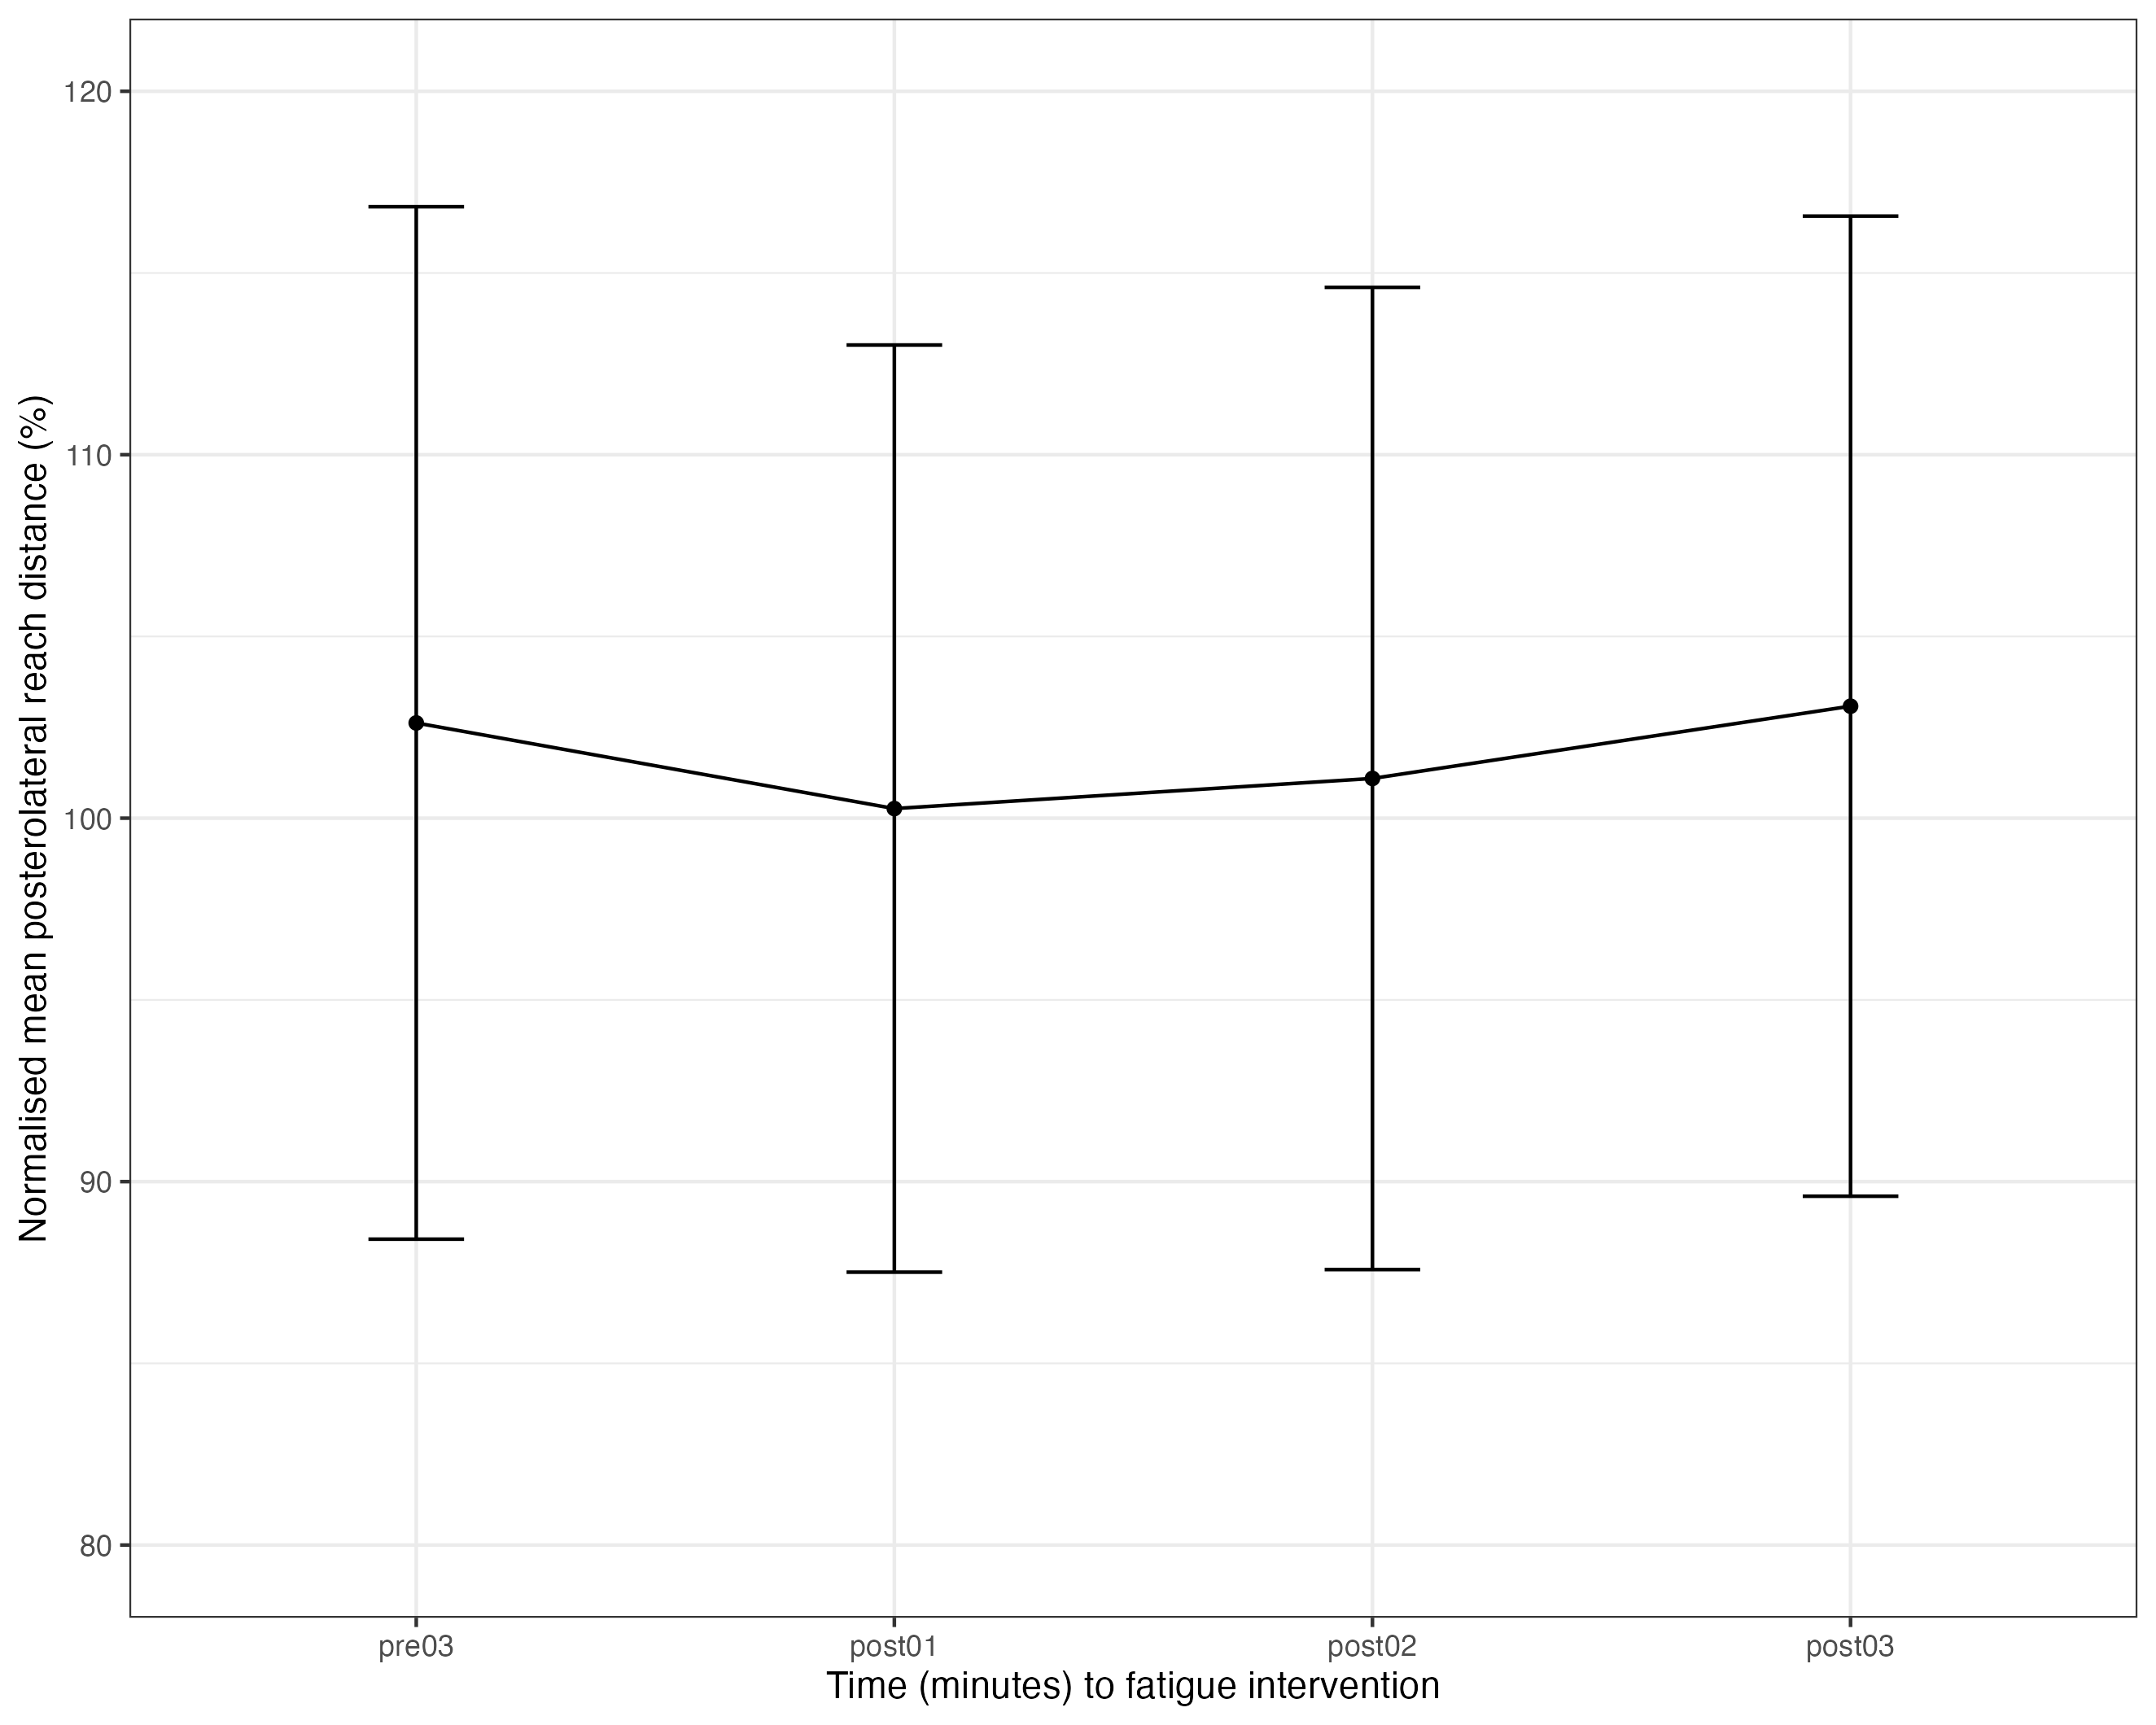 Normalised mean posterolateral reach distance (%)
120
110
100
90
80
pre03
post01
post02
post03
Time (minutes) to fatigue intervention